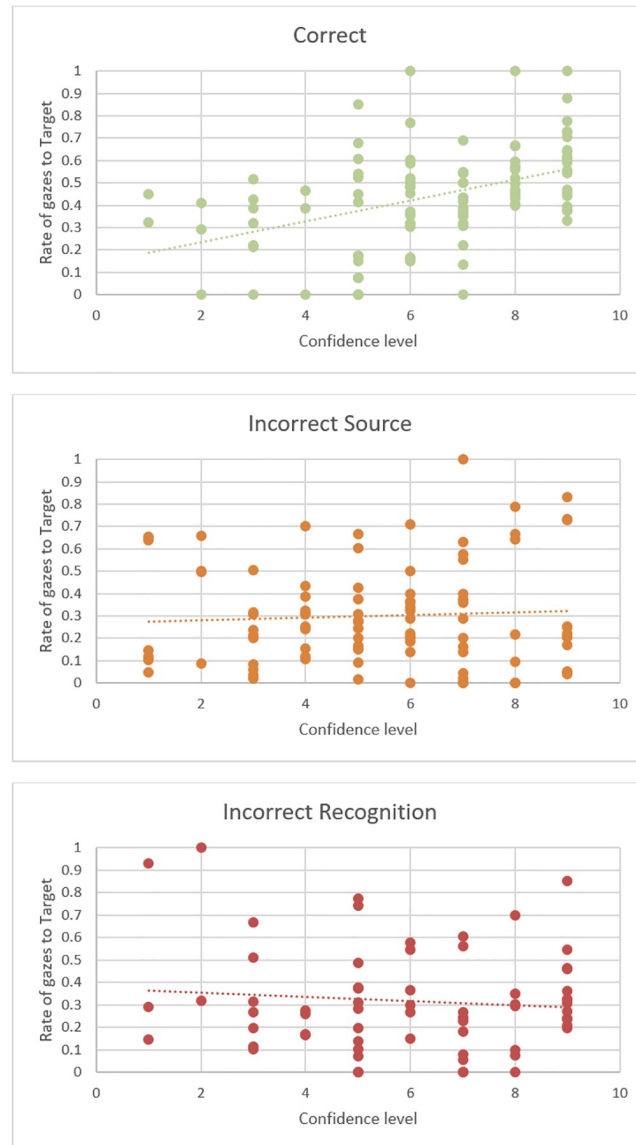 Correct
Rate of gazes to Target
1
0.9
0.8
0.7
0.6
0.5
0.4
0.3
0.2
0.1
0
0 2 4 6 8 10
Confidence level
Incorrect Source
Rate of gazes to Target
1
0.9
0.8
0.7
0.6
0.5
0.4
0.3
0.2
0.1
0
0 2 4 6 8 10
Confidence level
Incorrect Recognition
Rate of gazes to Target
1
0.9
0.8
0.7
0.6
0.5
0.4
0.3
0.2
0.1
0
0 2 4 6 8 10
Confidence level